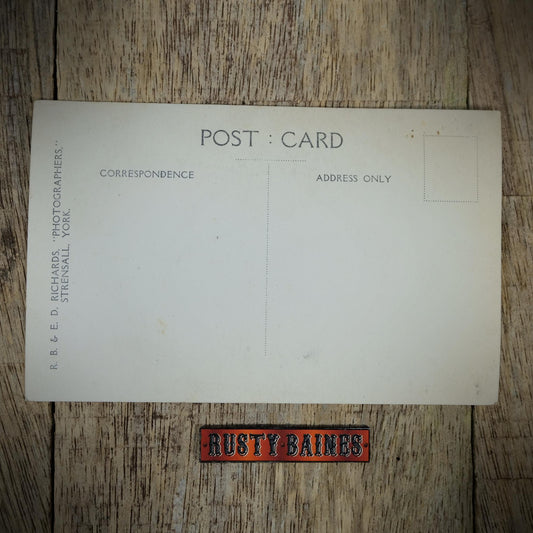 POST : CARD
CORRESPONDENCE
ADDRESS ONLY
R. B. & E. D. RICHARDS, "PHOTOGRAPHERS,"
STRENSALL, YORK.
RUSTY·BAINES